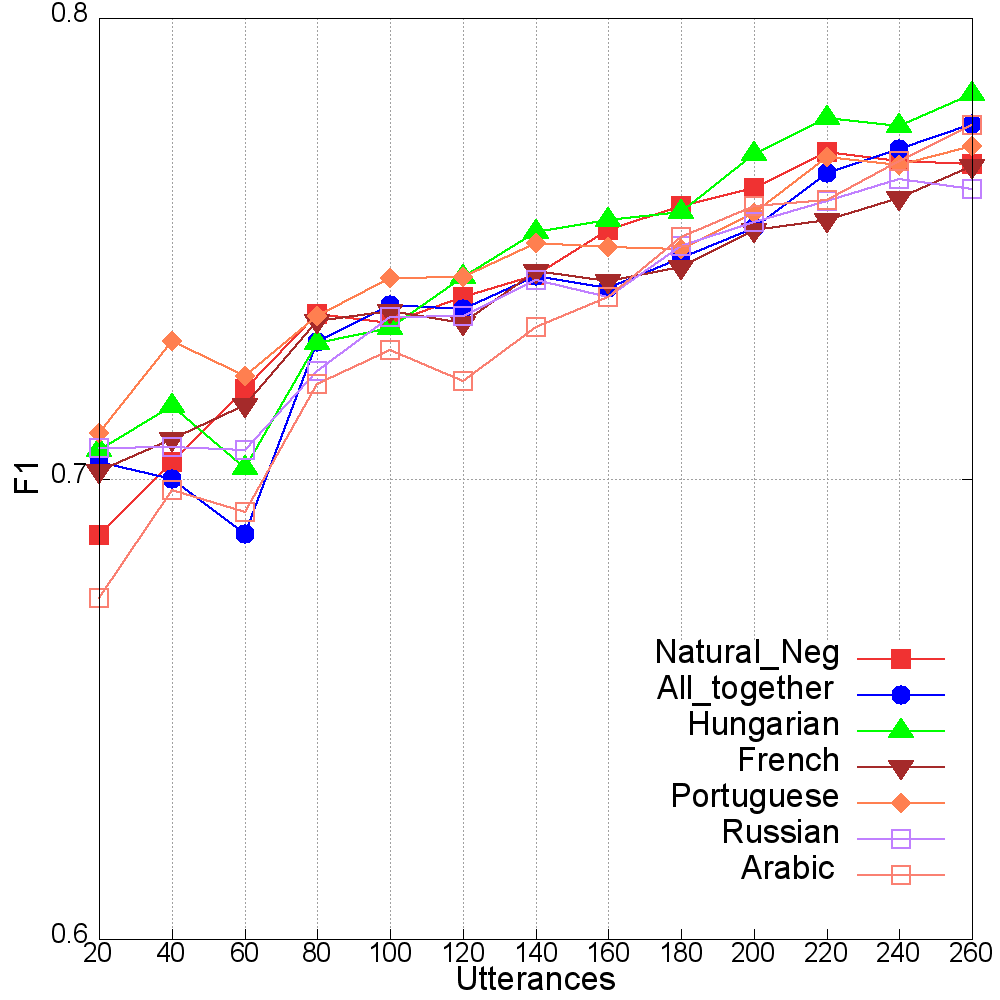 0.8
0.7
0.6
F1
Natural_Neg
All_together
Hungarian
French
Portuguese
Russian
Arabic
20 40 60 80 100 120 140 160 180 200 220 240 260
Utterances